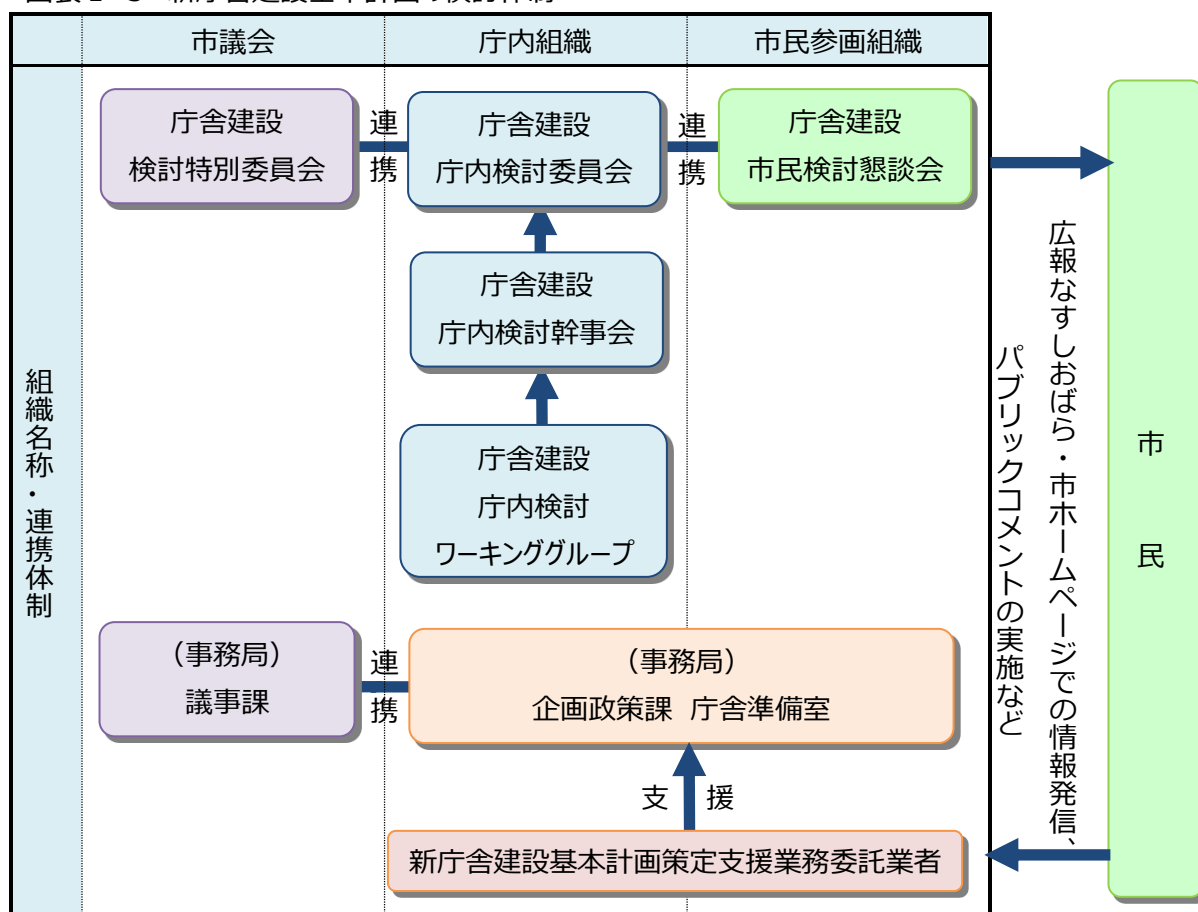 市議会
庁内組織
市民参画組織
組織名称・連携体制
庁舎建設
検討特別委員会
連携
庁舎建設
庁内検討委員会
連携
庁舎建設
市民検討懇談会
庁舎建設
庁内検討幹事会
庁舎建設
庁内検討
ワーキンググループ
（事務局）
議事課
連携
（事務局）
企画政策課 庁舎準備室
支援
新庁舎建設基本計画策定支援業務委託業者
広報なすしおばら・市ホームページでの情報発信、
パブリックコメントの実施など
市民